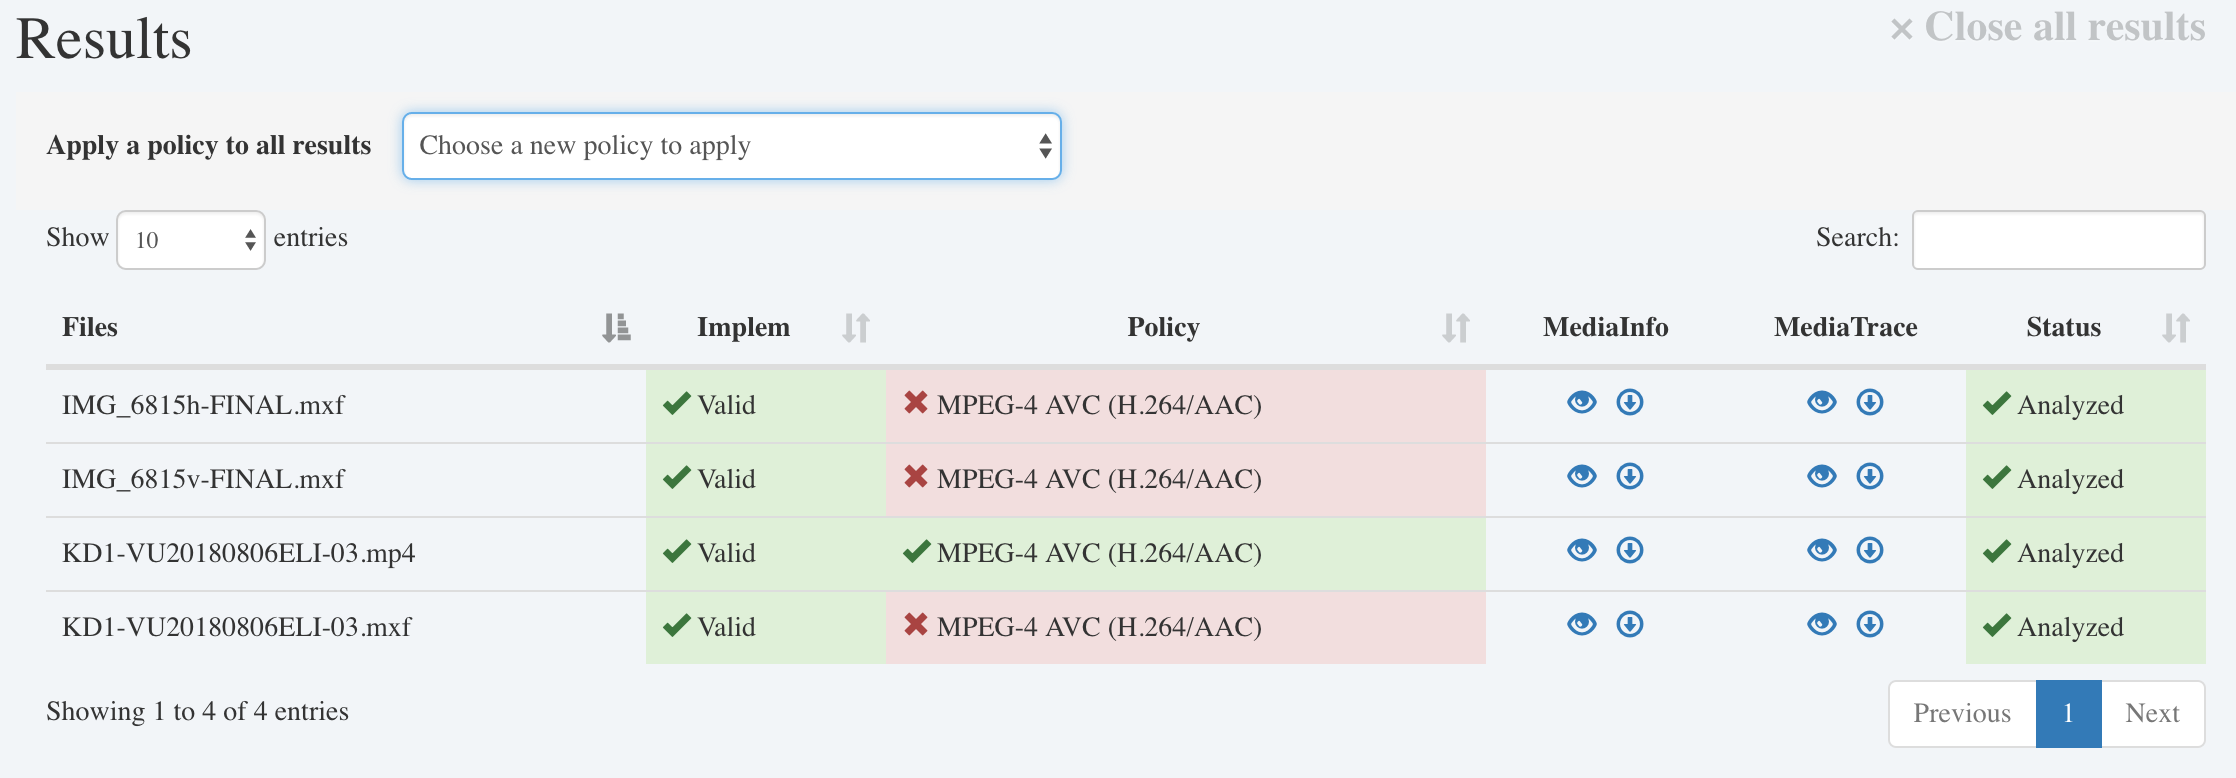 Results
× Close all results
Apply a policy to all results Choose a new policy to apply
Show 10 entries Search:
Files Implem Policy MediaInfo MediaTrace Status
IMG_6815h-FINAL.mxf Valid MPEG-4 AVC (H.264/AAC) Analyzed
IMG_6815v-FINAL.mxf Valid MPEG-4 AVC (H.264/AAC) Analyzed
KD1-VU20180806ELI-03.mp4 Valid MPEG-4 AVC (H.264/AAC) Analyzed
KD1-VU20180806ELI-03.mxf Valid MPEG-4 AVC (H.264/AAC) Analyzed
Showing 1 to 4 of 4 entries Previous 1 Next